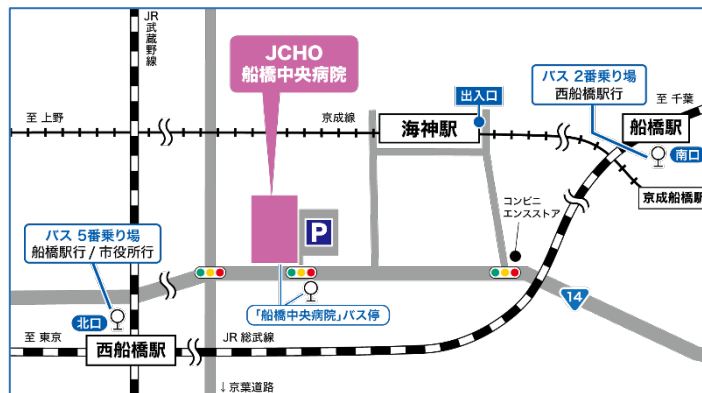 JR武蔵野線
JCHO
船橋中央病院
バス 2番乗り場
西船橋駅行
出入口
至 上野
京成線
海神駅
至 千葉
船橋駅
南口
京成船橋駅
コンビニ
エンスストア
P
バス 5番乗り場
船橋駅行 / 市役所行
「船橋中央病院」バス停
14
北口
至 東京
西船橋駅
JR 総武線
↓京葉道路